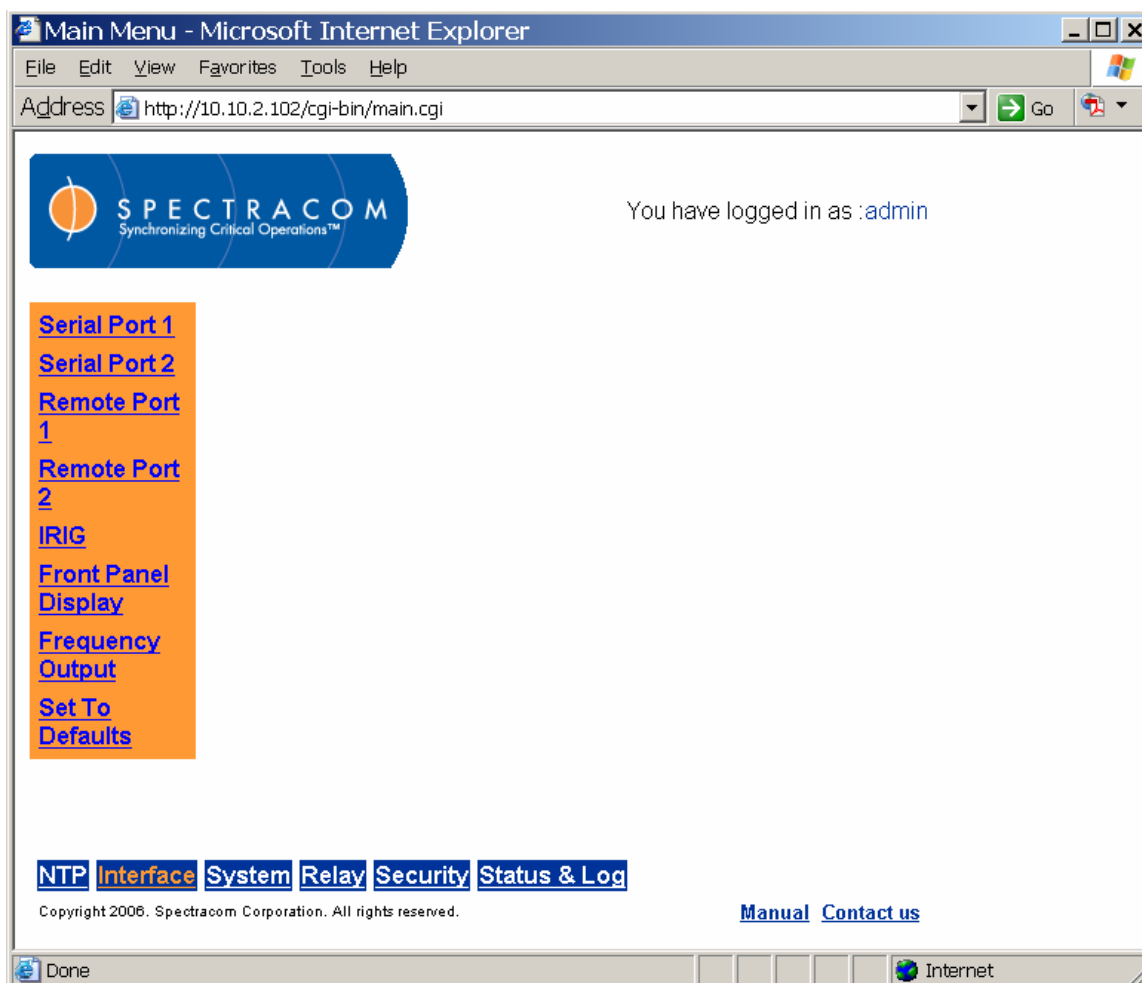 Main Menu - Microsoft Internet Explorer
File Edit View Favorites Tools Help
Address http://10.10.2.102/cgi-bin/main.cgi Go
SPECTRACOM
Synchronizing Critical Operations™
You have logged in as :admin
Serial Port 1
Serial Port 2
Remote Port
1
Remote Port
2
IRIG
Front Panel
Display
Frequency
Output
Set To
Defaults
NTP Interface System Relay Security Status & Log
Copyright 2006. Spectracom Corporation. All rights reserved.
Manual Contact us
Done
Internet